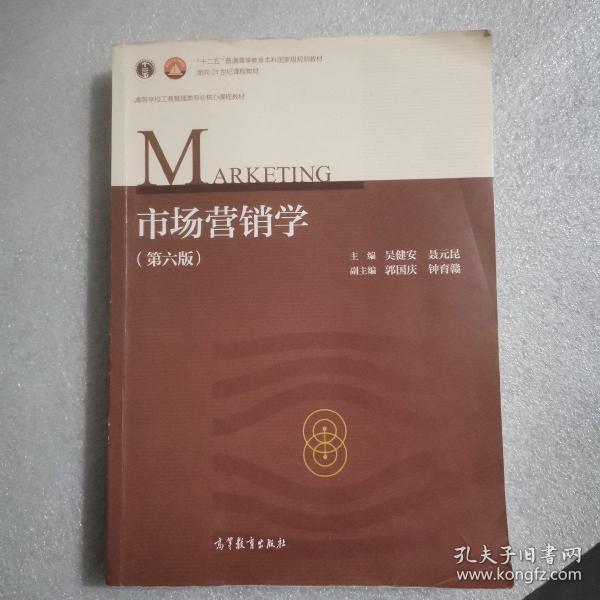 "十二五"普通高等教育本科国家级规划教材
面向21世纪课程教材
高等学校工商管理类专业核心课程教材
MARKETING
市场营销学
(第六版)
主 编 吴健安 聂元昆
副主编 郭国庆 钟育赣
高等教育出版社
孔夫子旧书网
www.kongfz.com